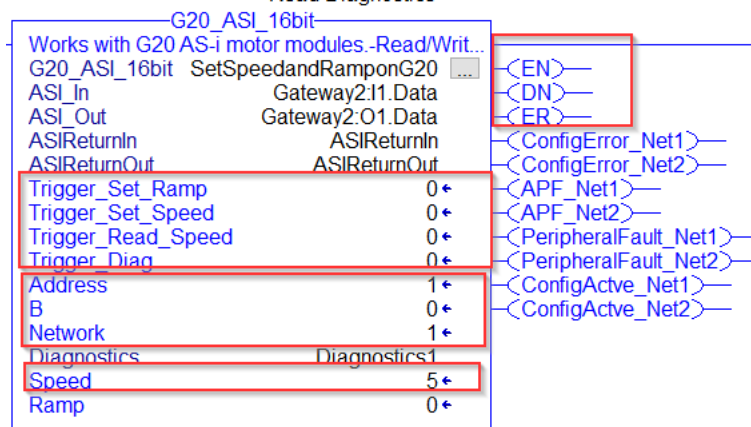 Read Diagnostics
G20_ASI_16bit
Works with G20 AS-i motor modules.-Read/Writ...
G20_ASI_16bit SetSpeedandRamponG20 ... (EN)
ASI_In Gateway2:I1.Data (DN)
ASI_Out Gateway2:O1.Data (ER)
ASIReturnIn ASIReturnIn (ConfigError_Net1)
ASIReturnOut ASIReturnOut (ConfigError_Net2)
Trigger_Set_Ramp 0 (APF_Net1)
Trigger_Set_Speed 0 (APF_Net2)
Trigger_Read_Speed 0 (PeripheralFault_Net1)
Trigger_Diag 0 (PeripheralFault_Net2)
Address 1 (ConfigActve_Net1)
B 0 (ConfigActve_Net2)
Network 1
Diagnostics Diagnostics1
Speed 5
Ramp 0